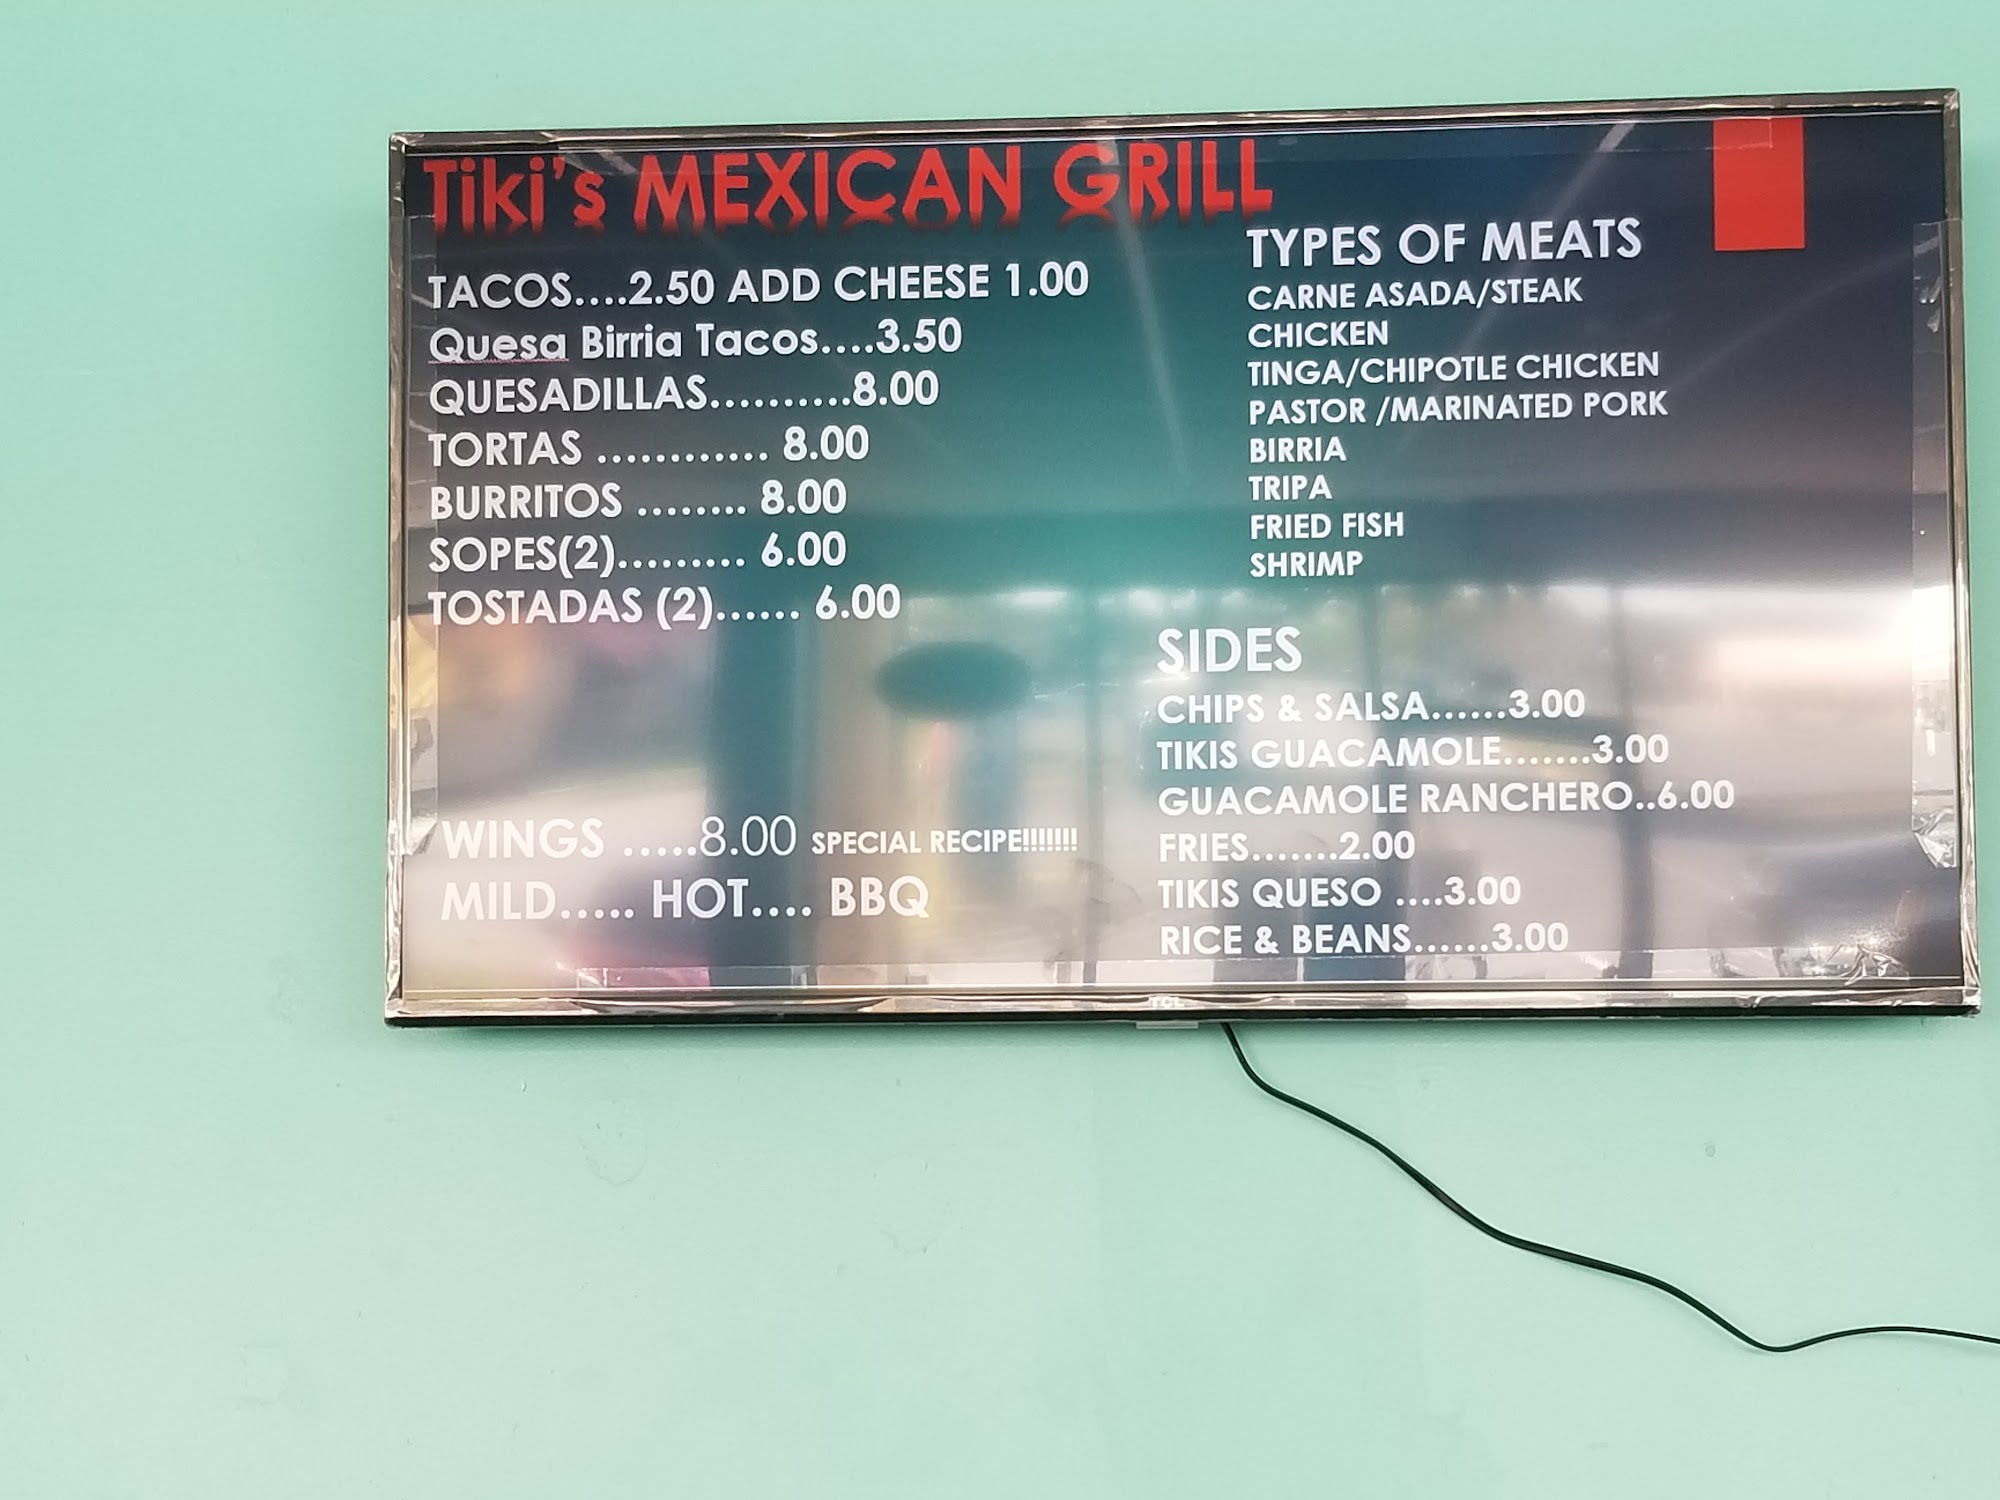 Tiki's MEXICAN GRILL
TACOS....2.50 ADD CHEESE 1.00
Quesa Birria Tacos....3.50
QUESADILLAS..........8.00
TORTAS ............ 8.00
BURRITOS ........ 8.00
SOPES(2)......... 6.00
TOSTADAS (2)...... 6.00
WINGS .....8.00 SPECIAL RECIPE!!!!!!!
MILD..... HOT.... BBQ
TYPES OF MEATS
CARNE ASADA/STEAK
CHICKEN
TINGA/CHIPOTLE CHICKEN
PASTOR /MARINATED PORK
BIRRIA
TRIPA
FRIED FISH
SHRIMP
SIDES
CHIPS & SALSA......3.00
TIKIS GUACAMOLE.......3.00
GUACAMOLE RANCHERO..6.00
FRIES.......2.00
TIKIS QUESO ....3.00
RICE & BEANS......3.00
TCL